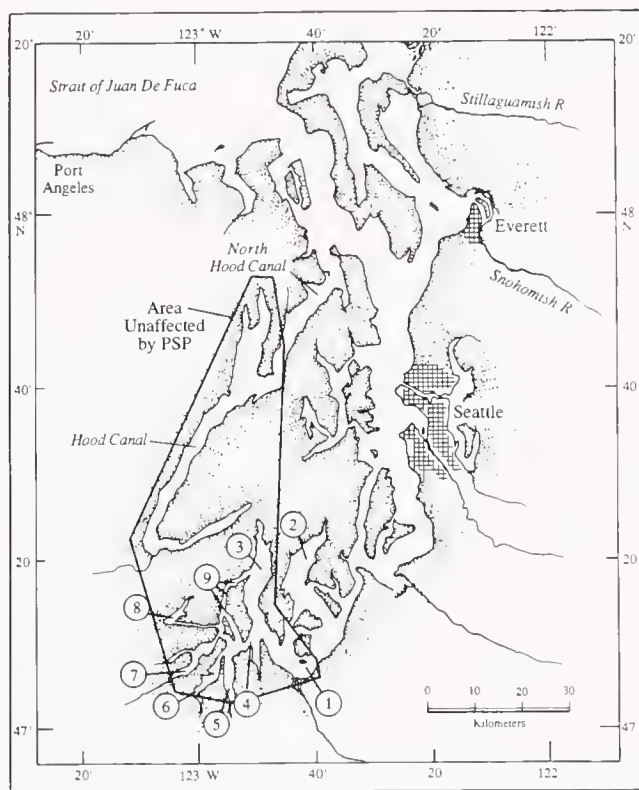 20'
123° W
40'
20'
122
20'
20'
Strait of Juan De Fuca
Stillaguamish R
Port
Angeles
48°
N
48
N
Everett
North
Hood Canal
Snohomish R
Area
Unaffected
by PSP
40'
40
Seattle
Hood Canal
20'
20
2
3
9
8
7
6
5
4
1
0
10
20
30
Kilometers
47'
47
20'
123 W
40'
20
122